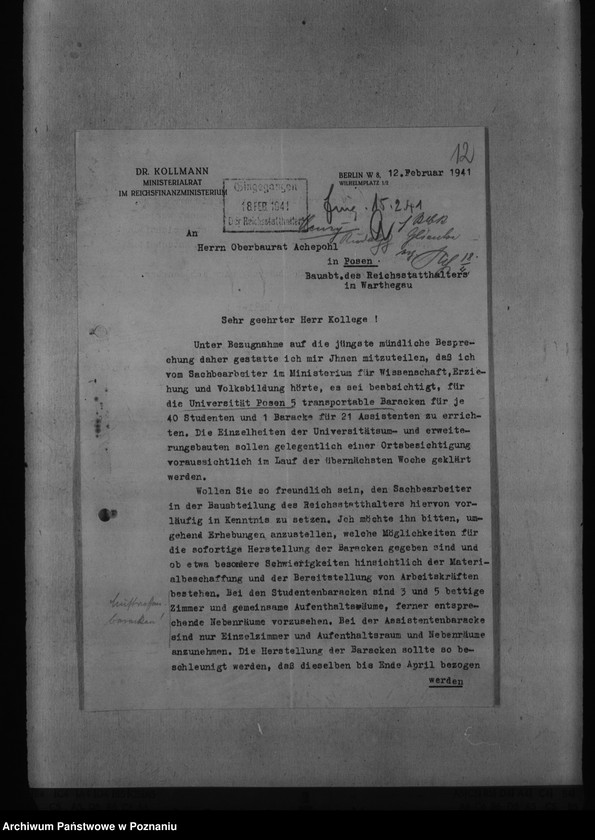 12
DR. KOLLMANN
MINISTERIALRAT
IM REICHSFINANZMINISTERIUM
BERLIN W 8, 12.Februar 1941
WILHELMPLATZ 1/2
Eingegangen
18 FEB. 1941
Der Reichsstatthalter
15.2.41
An
Herrn Oberbaurat Achepohl
in Posen.
Bauabt.des Reichsstatthalters
in Warthegau
Sehr geehrter Herr Kollege !
Unter Bezugnahme auf die jüngste mündliche Bespre-
chung daher gestatte ich mir Jhnen mitzuteilen, daß ich
vom Sachbearbeiter im Ministerium für Wissenschaft,Erzie-
hung und Volksbildung hörte, es sei beabsichtigt, für
die Universität Posen 5 transportable Baracken für je
40 Studenten und 1 Baracke für 21 Assistenten zu errich-
ten. Die Einzelheiten der Universitätsum- und erweite-
rungsbauten sollen gelegentlich einer Ortsbesichtigung
voraussichtlich im Lauf der übernächsten Woche geklärt
werden.
Wollen Sie so freundlich sein, den Sachbearbeiter
in der Bauabteilung des Reichsstatthalters hiervon vor-
läufig in Kenntnis zu setzen. Jch möchte ihn bitten, um-
gehend Erhebungen anzustellen, welche Möglichkeiten für
die sofortige Herstellung der Baracken gegeben sind und
ob etwa besondere Schwierigkeiten hinsichtlich der Materi-
albeschaffung und der Bereitstellung von Arbeitskräften
bestehen. Bei den Studentenbaracken sind 3 und 5 bettige
Zimmer und gemeinsame Aufenthaltsräume, ferner entspre-
chende Nebenräume vorzusehen. Bei der Assistentenbaracke
sind nur Einzelzimmer und Aufenthaltsraum und Nebenräume
anzunehmen. Die Herstellung der Baracken sollte so be-
schleunigt werden, daß dieselben bis Ende April bezogen
werden
baracken!
Archiwum Państwowe w Poznaniu